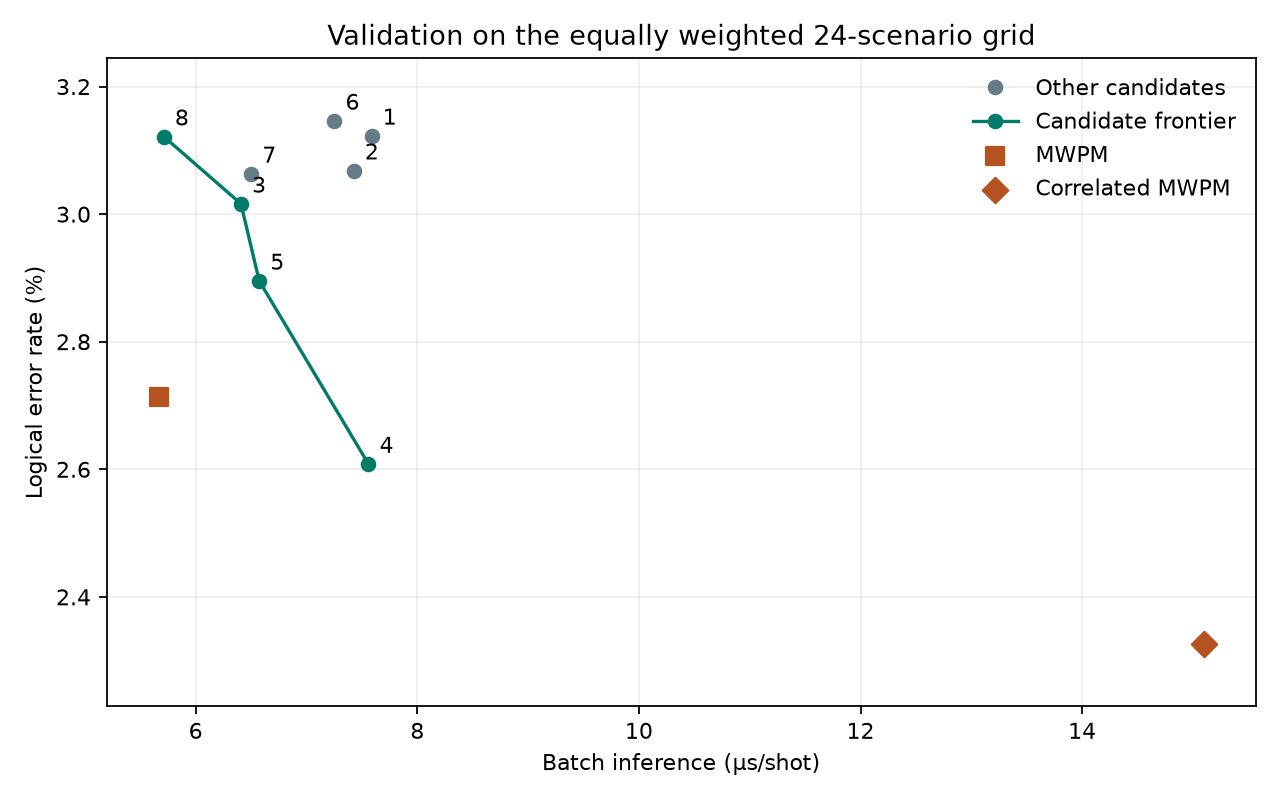 Validation on the equally weighted 24-scenario grid
Logical error rate (%)
3.2
3.0
2.8
2.6
2.4
8
6
1
2
7
3
5
4
Other candidates
Candidate frontier
MWPM
Correlated MWPM
6
8
10
12
14
Batch inference (µs/shot)